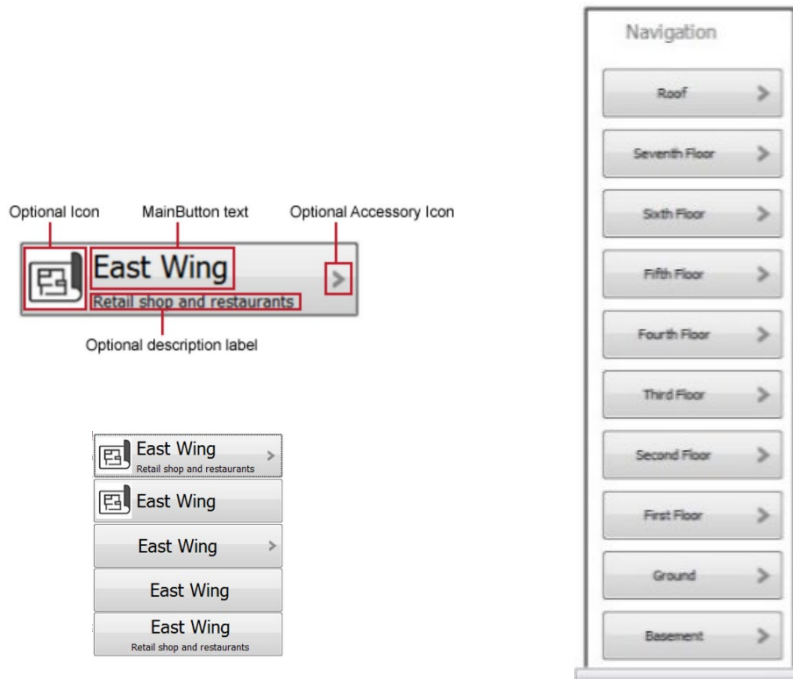 Navigation
Roof
Seventh Floor
Sixth Floor
Fifth Floor
Fourth Floor
Third Floor
Second Floor
First Floor
Ground
Basement
Optional Icon MainButton text Optional Accessory Icon
East Wing
Retail shop and restaurants
Optional description label
East Wing
Retail shop and restaurants
East Wing
East Wing
East Wing
East Wing
Retail shop and restaurants